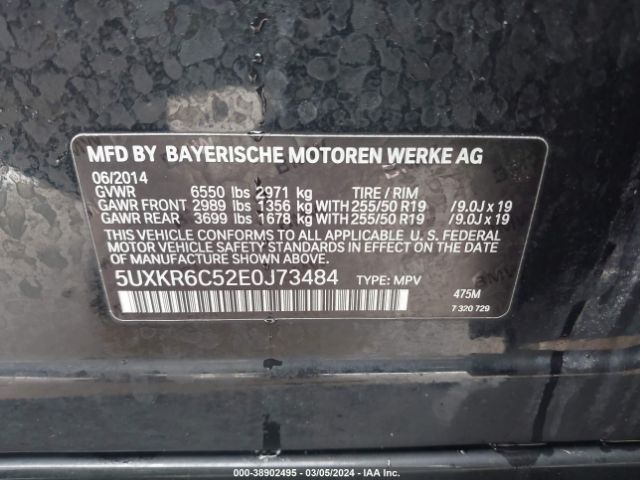 MFD BY BAYERISCHE MOTOREN WERKE AG
06/2014
GVWR 6550 lbs 2971 kg TIRE / RIM
GAWR FRONT 2989 lbs 1356 kg WITH 255/50 R19 /9.0J x 19
GAWR REAR 3699 lbs 1678 kg WITH 255/50 R19 /9.0J x 19
THIS VEHICLE CONFORMS TO ALL APPLICABLE U. S. FEDERAL
MOTOR VEHICLE SAFETY STANDARDS IN EFFECT ON THE DATE
OF MANUFACTURE SHOWN ABOVE.
5UXKR6C52E0J73484 TYPE: MPV
475M
7 320 729
000-38902495 - 03/05/2024 - IAA Inc.